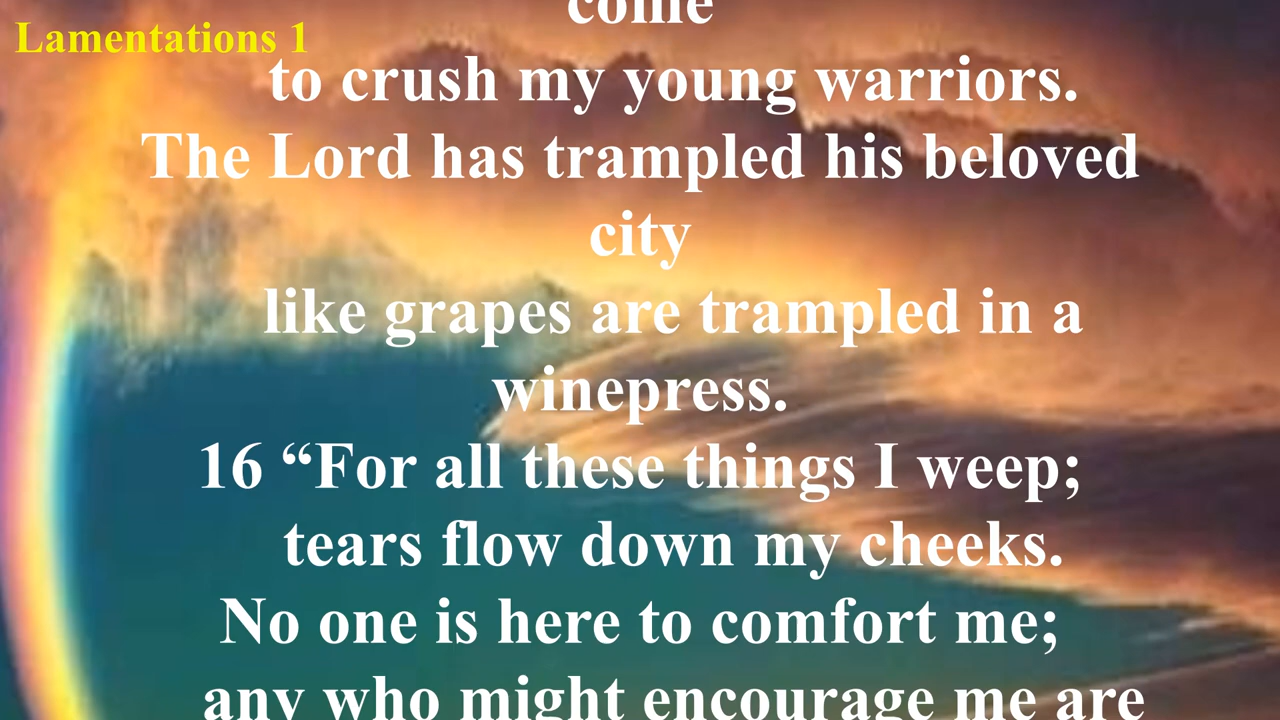 Lamentations 1
come
to crush my young warriors.
The Lord has trampled his beloved
city
like grapes are trampled in a
winepress.
16 “For all these things I weep;
tears flow down my cheeks.
No one is here to comfort me;
any who might encourage me are